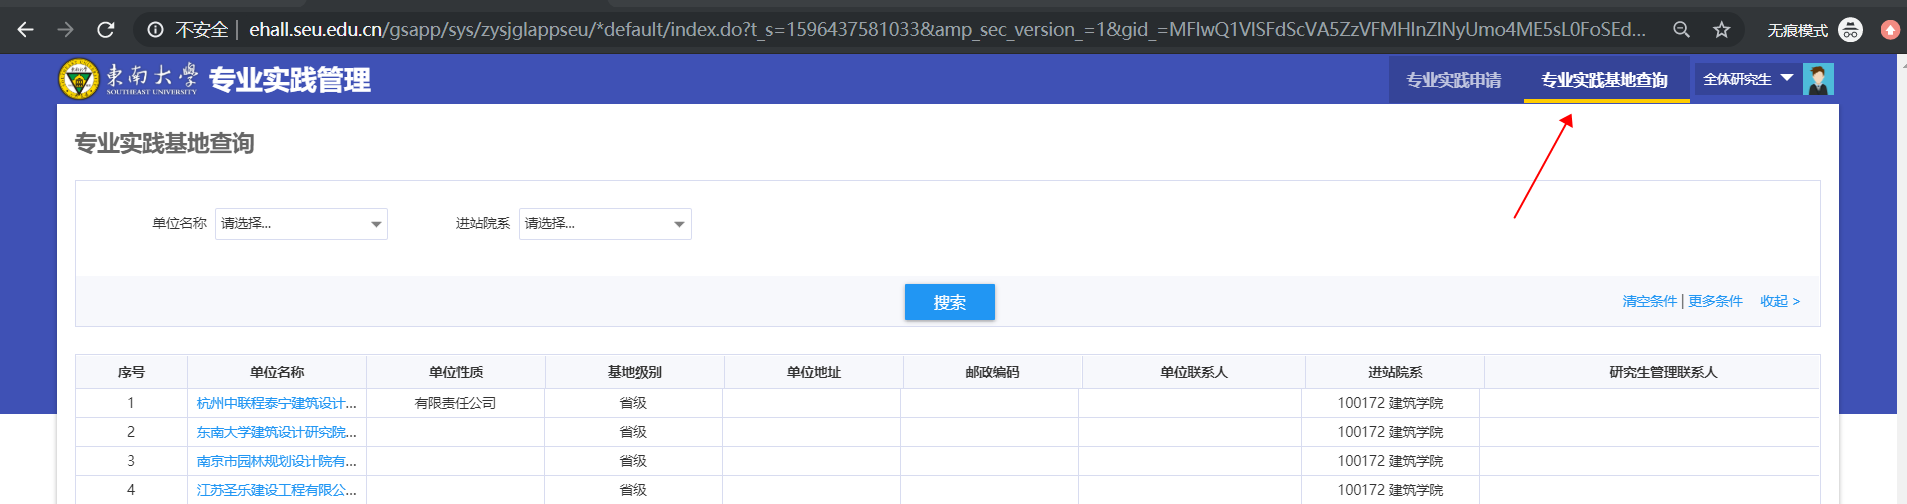 不安全 | ehall.seu.edu.cn/gsapp/sys/zysjglappseu/*default/index.do?t_s=1596437581033&amp_sec_version_=1&gid_=MFIwQ1VISFdScVA5ZzVFMHInZINyUmo4ME5sL0FoSEd... 无痕模式
東南大學 SOUTHEAST UNIVERSITY 专业实践管理 专业实践申请 专业实践基地查询 全体研究生
专业实践基地查询
单位名称 请选择... 进站院系 请选择...
搜索 清空条件 | 更多条件 收起 >
序号 单位名称 单位性质 基地级别 单位地址 邮政编码 单位联系人 进站院系 研究生管理联系人
1 杭州中联程泰宁建筑设计... 有限责任公司 省级 100172 建筑学院
2 东南大学建筑设计研究院... 省级 100172 建筑学院
3 南京市园林规划设计院有... 省级 100172 建筑学院
4 江苏圣乐建设工程有限公... 省级 100172 建筑学院